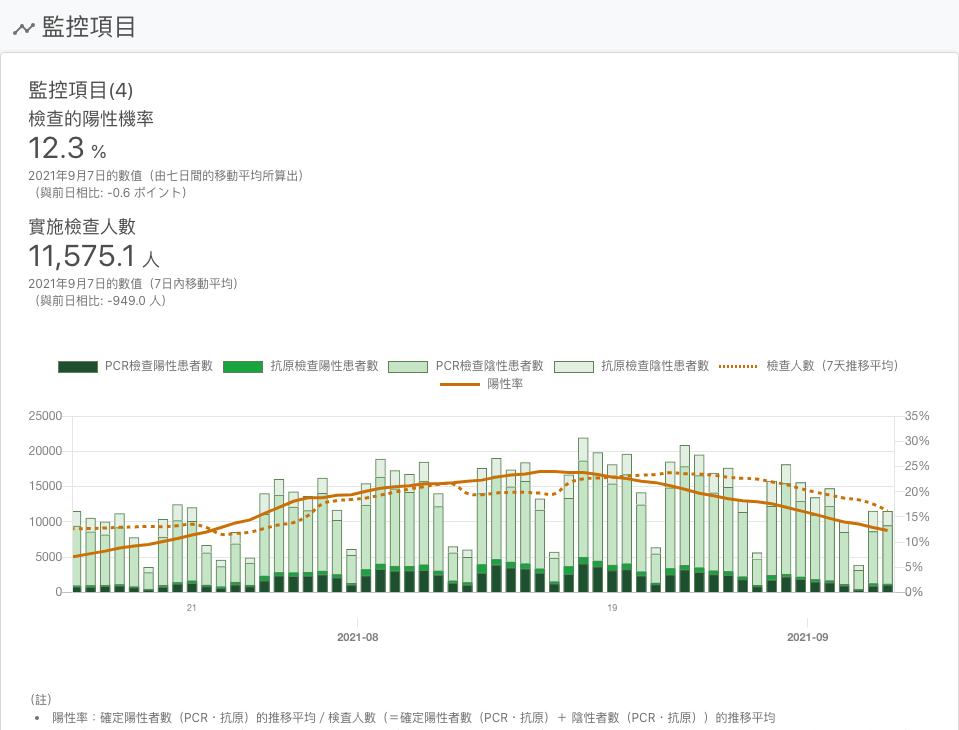 監控項目
監控項目(4)
檢查的陽性機率
12.3 %
2021年9月7日的數值（由七日間的移動平均所算出）
（與前日相比: -0.6 ポイント）
實施檢查人數
11,575.1 人
2021年9月7日的數值（7日內移動平均）
（與前日相比: -949.0 人）
PCR檢查陽性患者數 抗原檢查陽性患者數 PCR檢查陰性患者數 抗原檢查陰性患者數 檢查人數（7天推移平均）
陽性率
25000 35%
30%
20000
25%
15000
20%
10000 15%
10%
5000
5%
0 0%
21 19
2021-08 2021-09
（註）
• 陽性率：確定陽性者數（PCR・抗原）的推移平均 / 検査人數（＝確定陽性者數（PCR・抗原）＋ 陰性者數（PCR・抗原））的推移平均